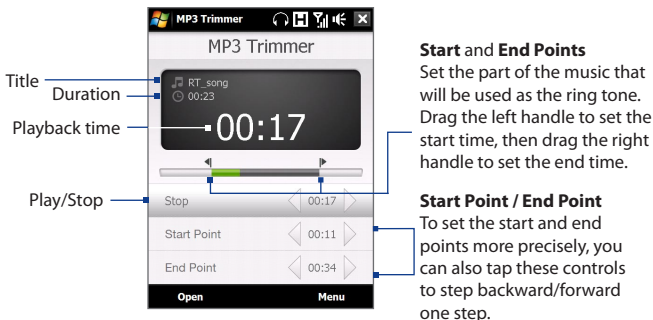 MP3 Trimmer
MP3 Trimmer
Title
RT_song
Duration
00:23
Playback time
00:17
Play/Stop
Stop
00:17
Start Point
00:11
End Point
00:34
Open
Menu
Start and End Points
Set the part of the music that
will be used as the ring tone.
Drag the left handle to set the
start time, then drag the right
handle to set the end time.
Start Point / End Point
To set the start and end
points more precisely, you
can also tap these controls
to step backward/forward
one step.